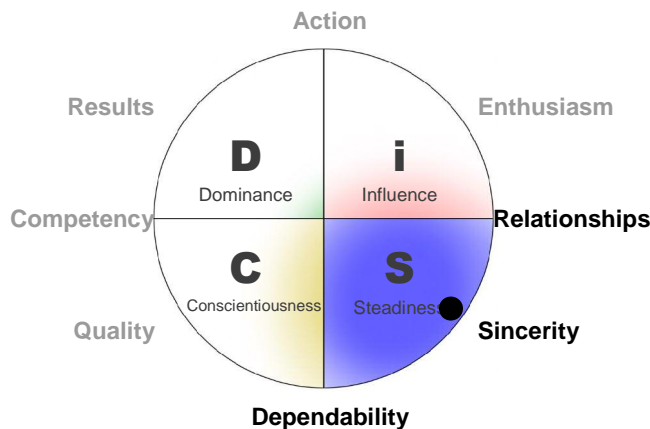 Action
Results
Enthusiasm
D
i
Dominance
Influence
Competency
Relationships
C
S
Conscientiousness
Steadiness
Quality
Sincerity
Dependability